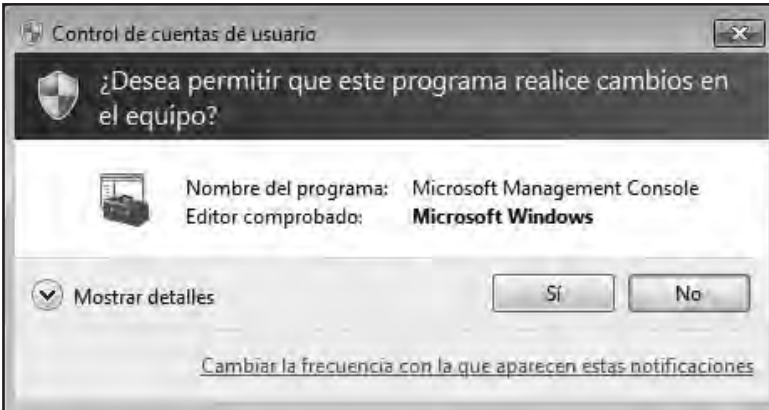 Control de cuentas de usuario
¿Desea permitir que este programa realice cambios en
el equipo?
Nombre del programa: Microsoft Management Console
Editor comprobado: Microsoft Windows
Mostrar detalles
Sí
No
Cambiar la frecuencia con la que aparecen estas notificaciones